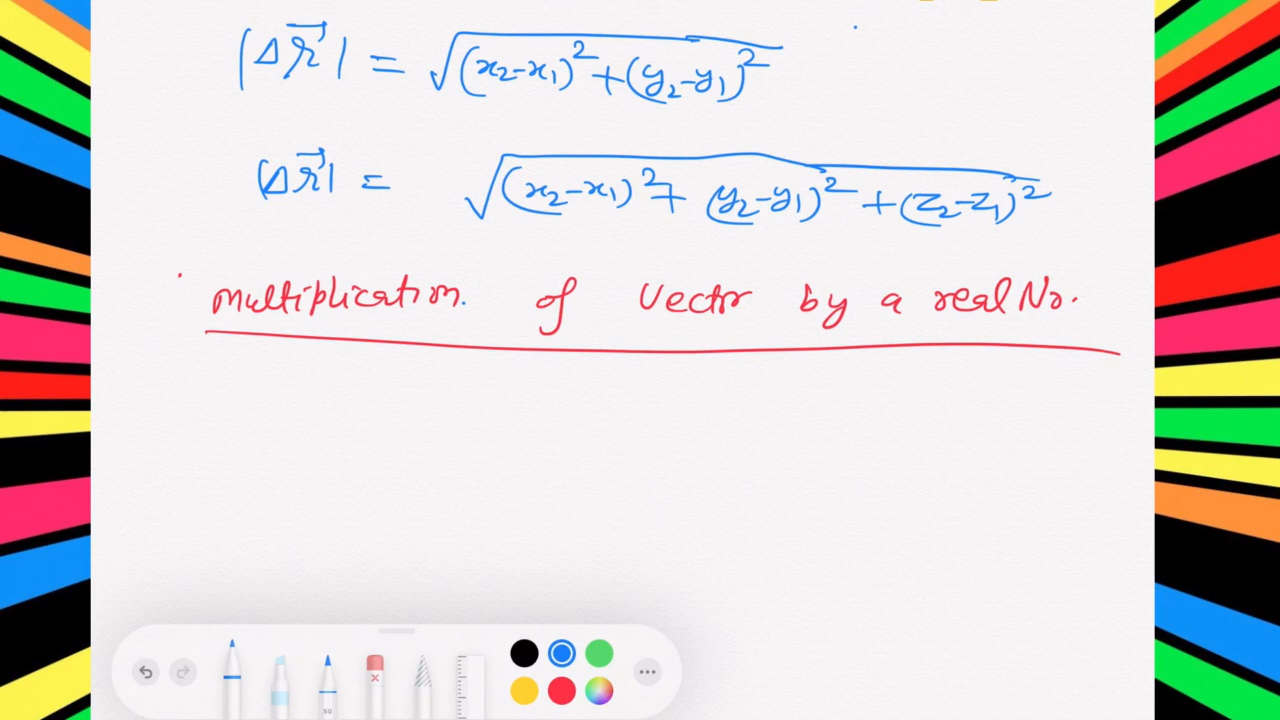 |Δr⃗| = √(x₂-x₁)² + (y₂-y₁)²
|Δr⃗| = √(x₂-x₁)² + (y₂-y₁)² + (z₂-z₁)²
multiplication. of Vector by a real No.
50